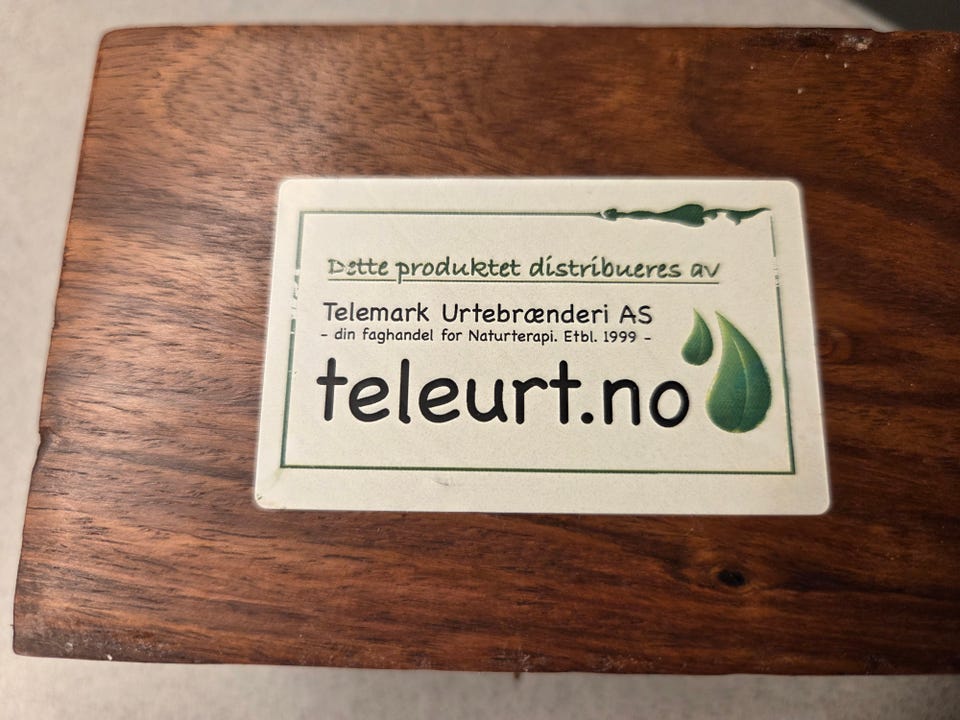 Dette produktet distribueres av
Telemark Urtebrænderi AS
- din faghandel for Naturterapi. Etbl. 1999 -
teleurt.no